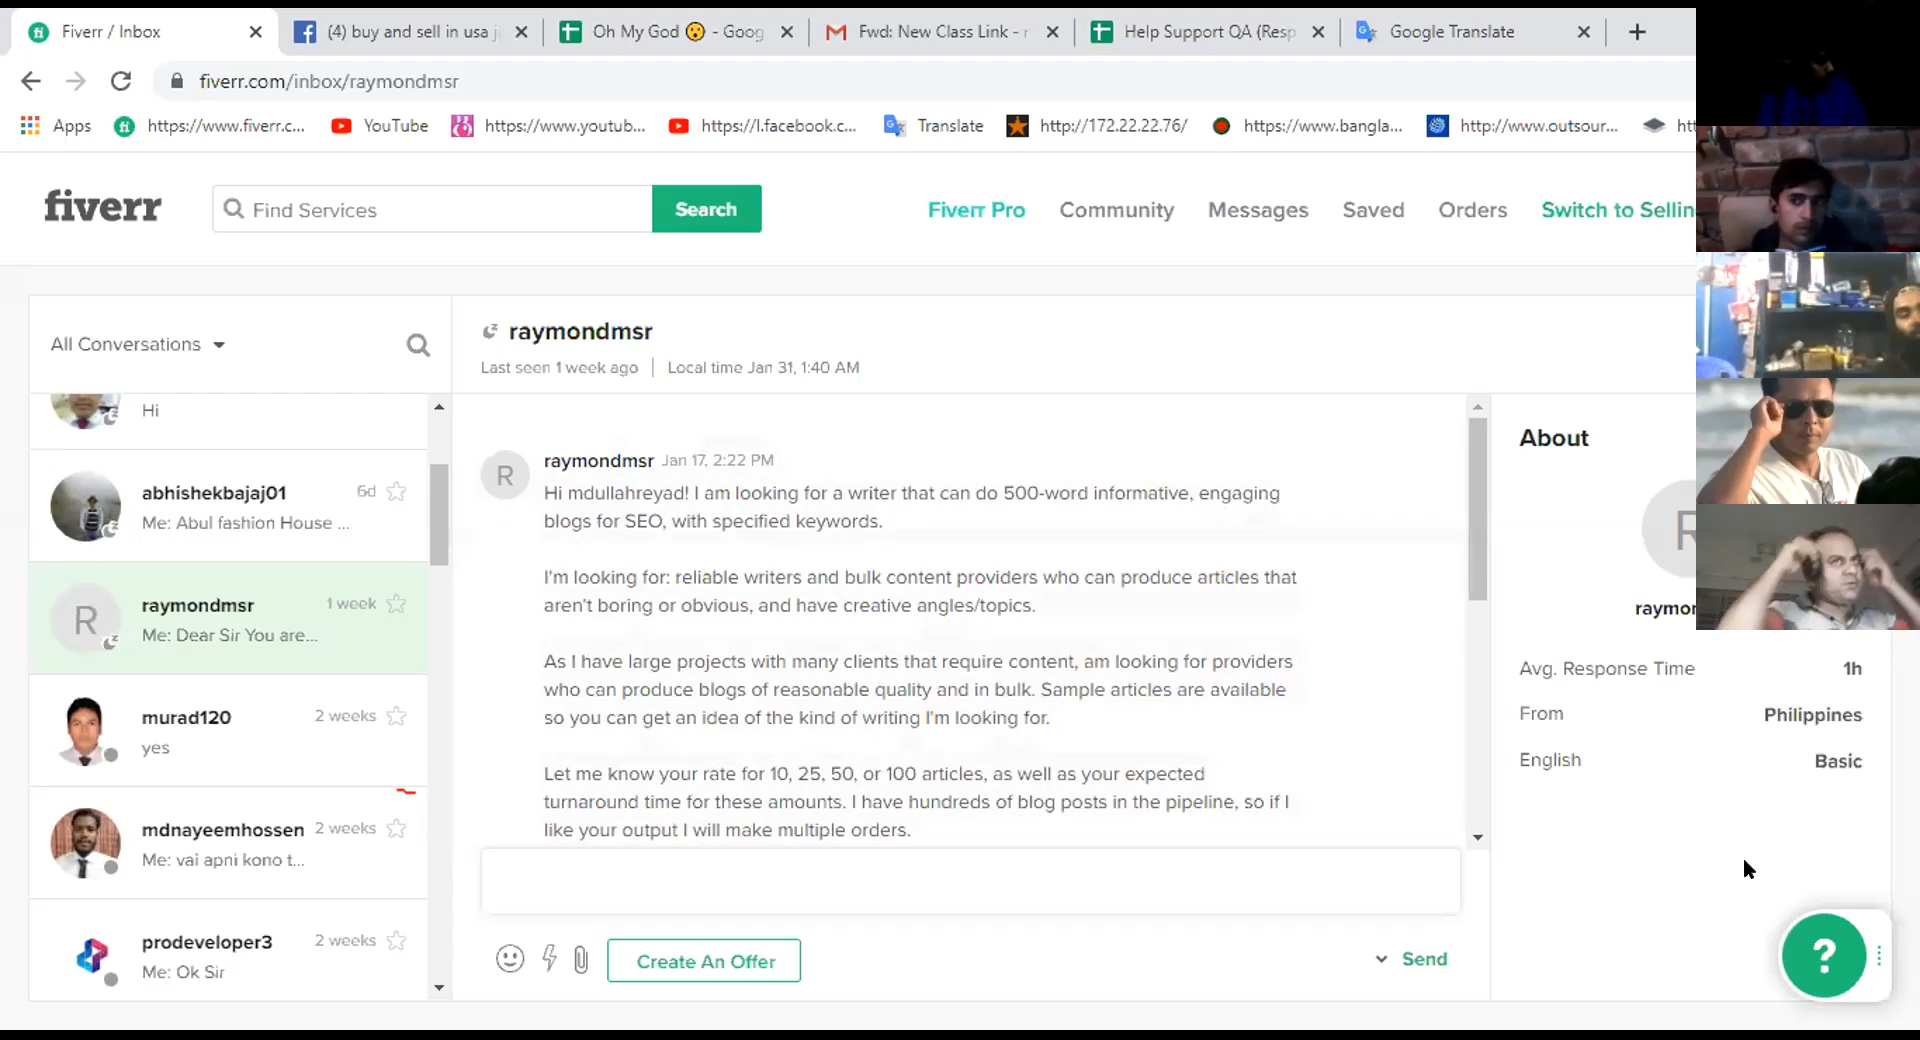 Fiverr / Inbox
(4) buy and sell in usa
Oh My God 😮 - Goog
Fwd: New Class Link -
Help Support QA (Resp
Google Translate
fiverr.com/inbox/raymondmsr
Apps
https://www.fiverr.c...
YouTube
https://www.youtub...
https://l.facebook.c...
Translate
http://172.22.22.76/
https://www.bangla...
http://www.outsour...
fiverr
Find Services
Search
Fiverr Pro
Community
Messages
Saved
Orders
Switch to Sellin
All Conversations
Hi
abhishekbajaj01
6d
Me: Abul fashion House ...
raymondmsr
1 week
Me: Dear Sir You are...
murad120
2 weeks
yes
mdnayeemhossen
2 weeks
Me: vai apni kono t...
prodeveloper3
2 weeks
Me: Ok Sir
raymondmsr
Last seen 1 week ago
Local time Jan 31, 1:40 AM
R
raymondmsr Jan 17, 2:22 PM
Hi mdullahreyad! I am looking for a writer that can do 500-word informative, engaging
blogs for SEO, with specified keywords.
I'm looking for: reliable writers and bulk content providers who can produce articles that
aren't boring or obvious, and have creative angles/topics.
As I have large projects with many clients that require content, am looking for providers
who can produce blogs of reasonable quality and in bulk. Sample articles are available
so you can get an idea of the kind of writing I'm looking for.
Let me know your rate for 10, 25, 50, or 100 articles, as well as your expected
turnaround time for these amounts. I have hundreds of blog posts in the pipeline, so if I
like your output I will make multiple orders.
Create An Offer
Send
About
R
raymo
Avg. Response Time
1h
From
Philippines
English
Basic
?